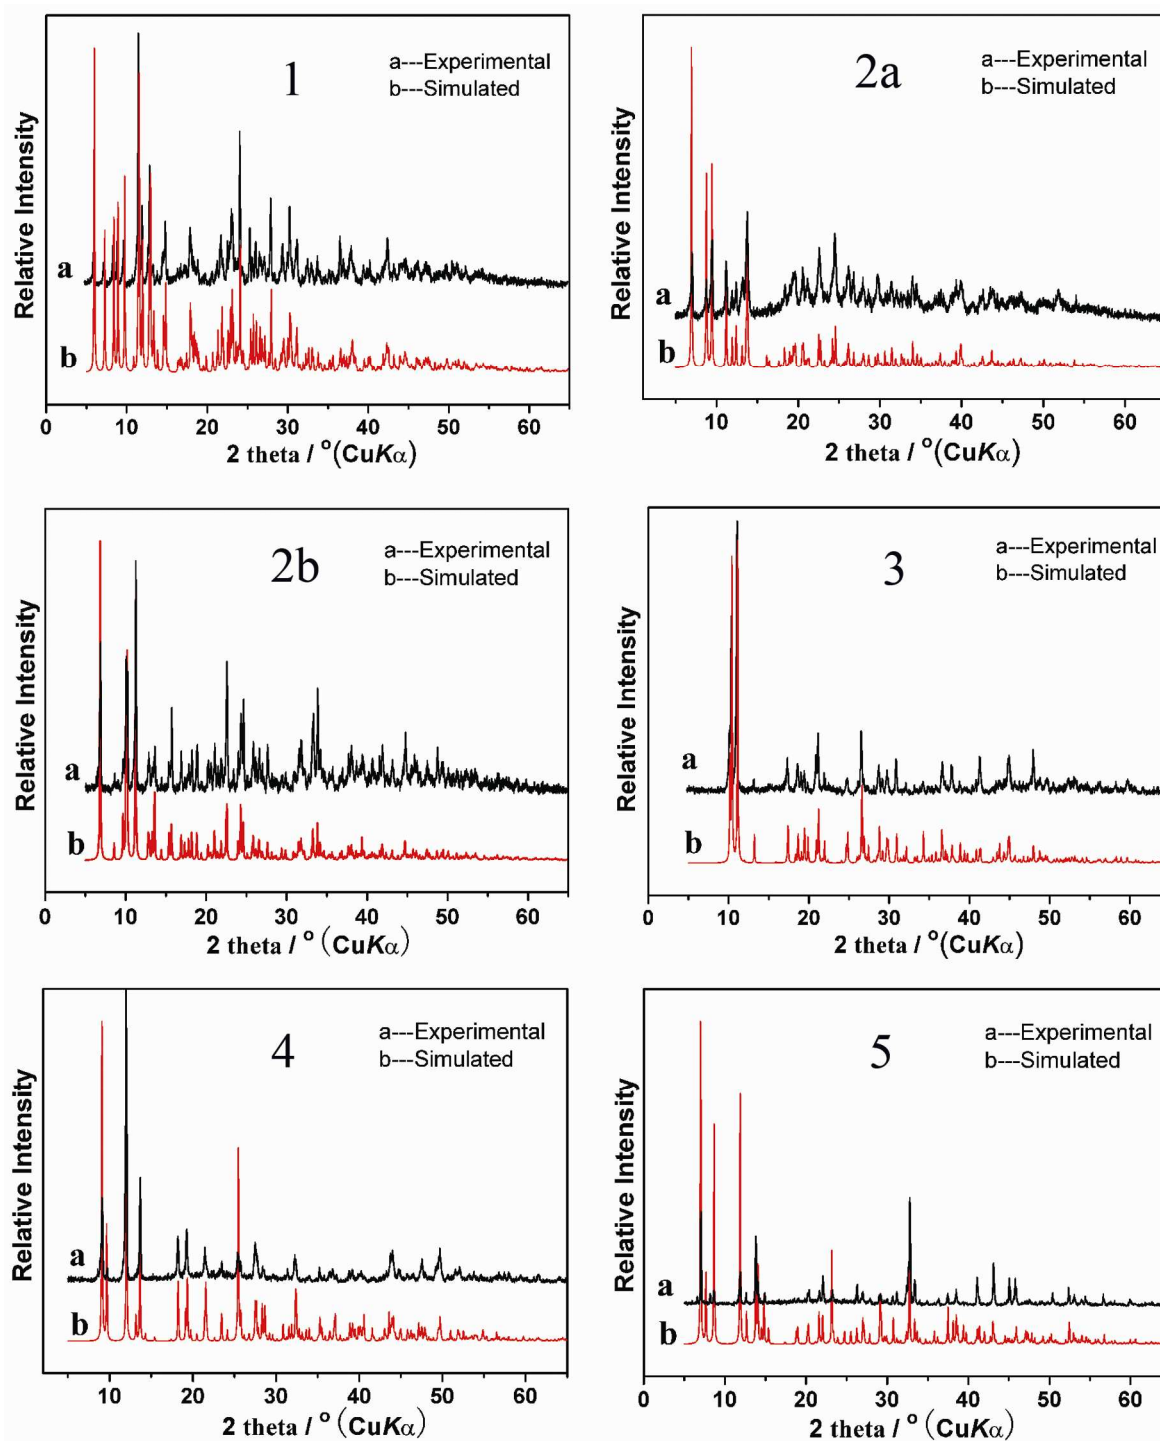 1
a---Experimental
b---Simulated
Relative Intensity
a
b
0 10 20 30 40 50 60
2 theta / °(CuKα)
2a
a---Experimental
b---Simulated
Relative Intensity
a
b
10 20 30 40 50 60
2 theta / °(CuKα)
2b
a---Experimental
b---Simulated
Relative Intensity
a
b
0 10 20 30 40 50 60
2 theta / °(CuKα)
3
a---Experimental
b---Simulated
Relative Intensity
a
b
0 10 20 30 40 50 60
2 theta / °(CuKα)
4
a---Experimental
b---Simulated
Relative Intensity
a
b
10 20 30 40 50 60
2 theta / °(CuKα)
5
a---Experimental
b---Simulated
Relative Intensity
a
b
0 10 20 30 40 50 60
2 theta / °(CuKα)